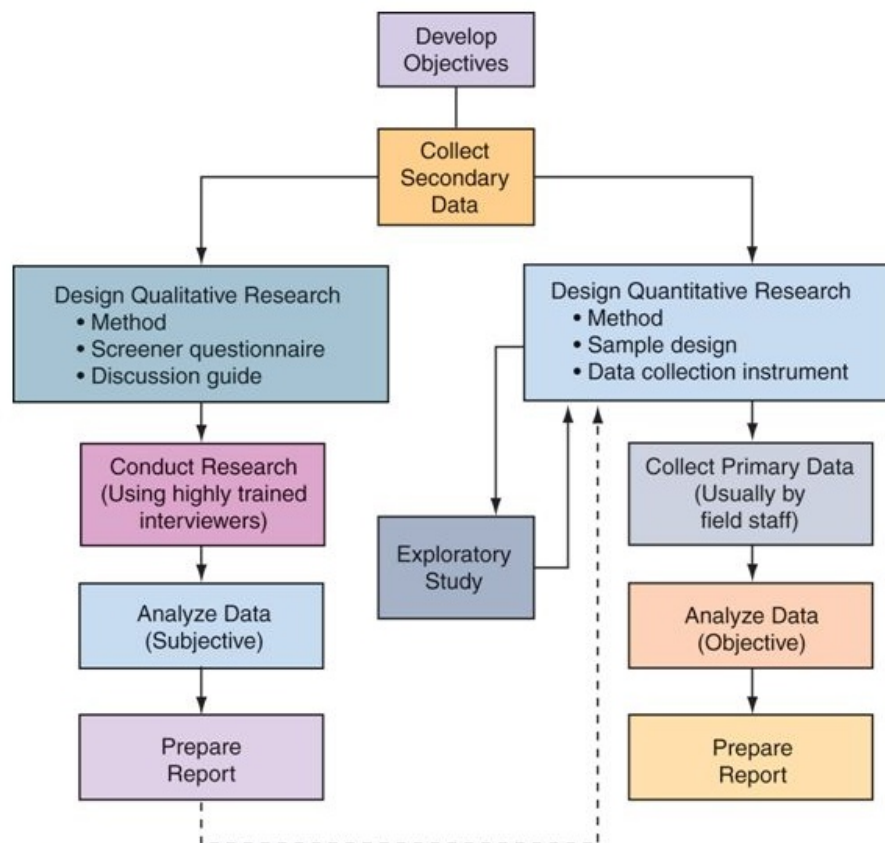 Develop
Objectives
Collect
Secondary
Data
Design Qualitative Research
• Method
• Screener questionnaire
• Discussion guide
Design Quantitative Research
• Method
• Sample design
• Data collection instrument
Conduct Research
(Using highly trained
interviewers)
Exploratory
Study
Collect Primary Data
(Usually by
field staff)
Analyze Data
(Subjective)
Analyze Data
(Objective)
Prepare
Report
Prepare
Report